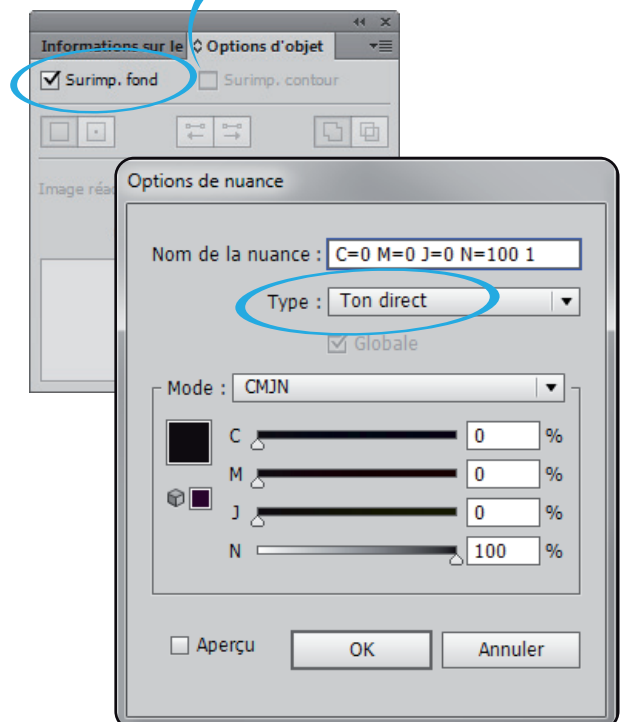 Informations sur le ◊ Options d'objet
Surimp. fond Surimp. contour
Image
Options de nuance
Nom de la nuance : C=0 M=0 J=0 N=100 1
Type : Ton direct
Globale
Mode : CMJN
C 0 %
M 0 %
J 0 %
N 100 %
Aperçu OK Annuler